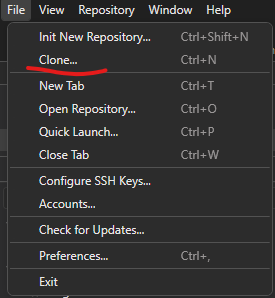 File View Repository Window Help
Init New Repository... Ctrl+Shift+N
Clone... Ctrl+N
New Tab Ctrl+T
Open Repository... Ctrl+O
Quick Launch... Ctrl+P
Close Tab Ctrl+W
Configure SSH Keys...
Accounts...
Check for Updates...
Preferences... Ctrl+,
Exit